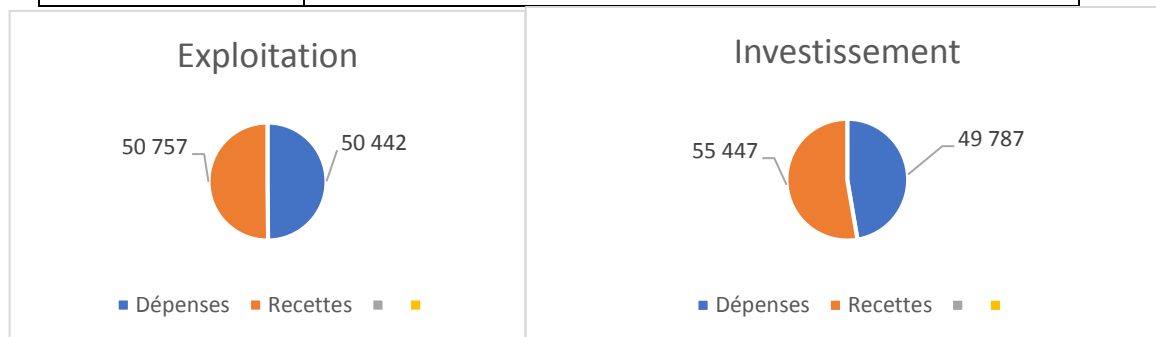 Exploitation
50 757
50 442
Dépenses Recettes
Investissement
55 447
49 787
Dépenses Recettes